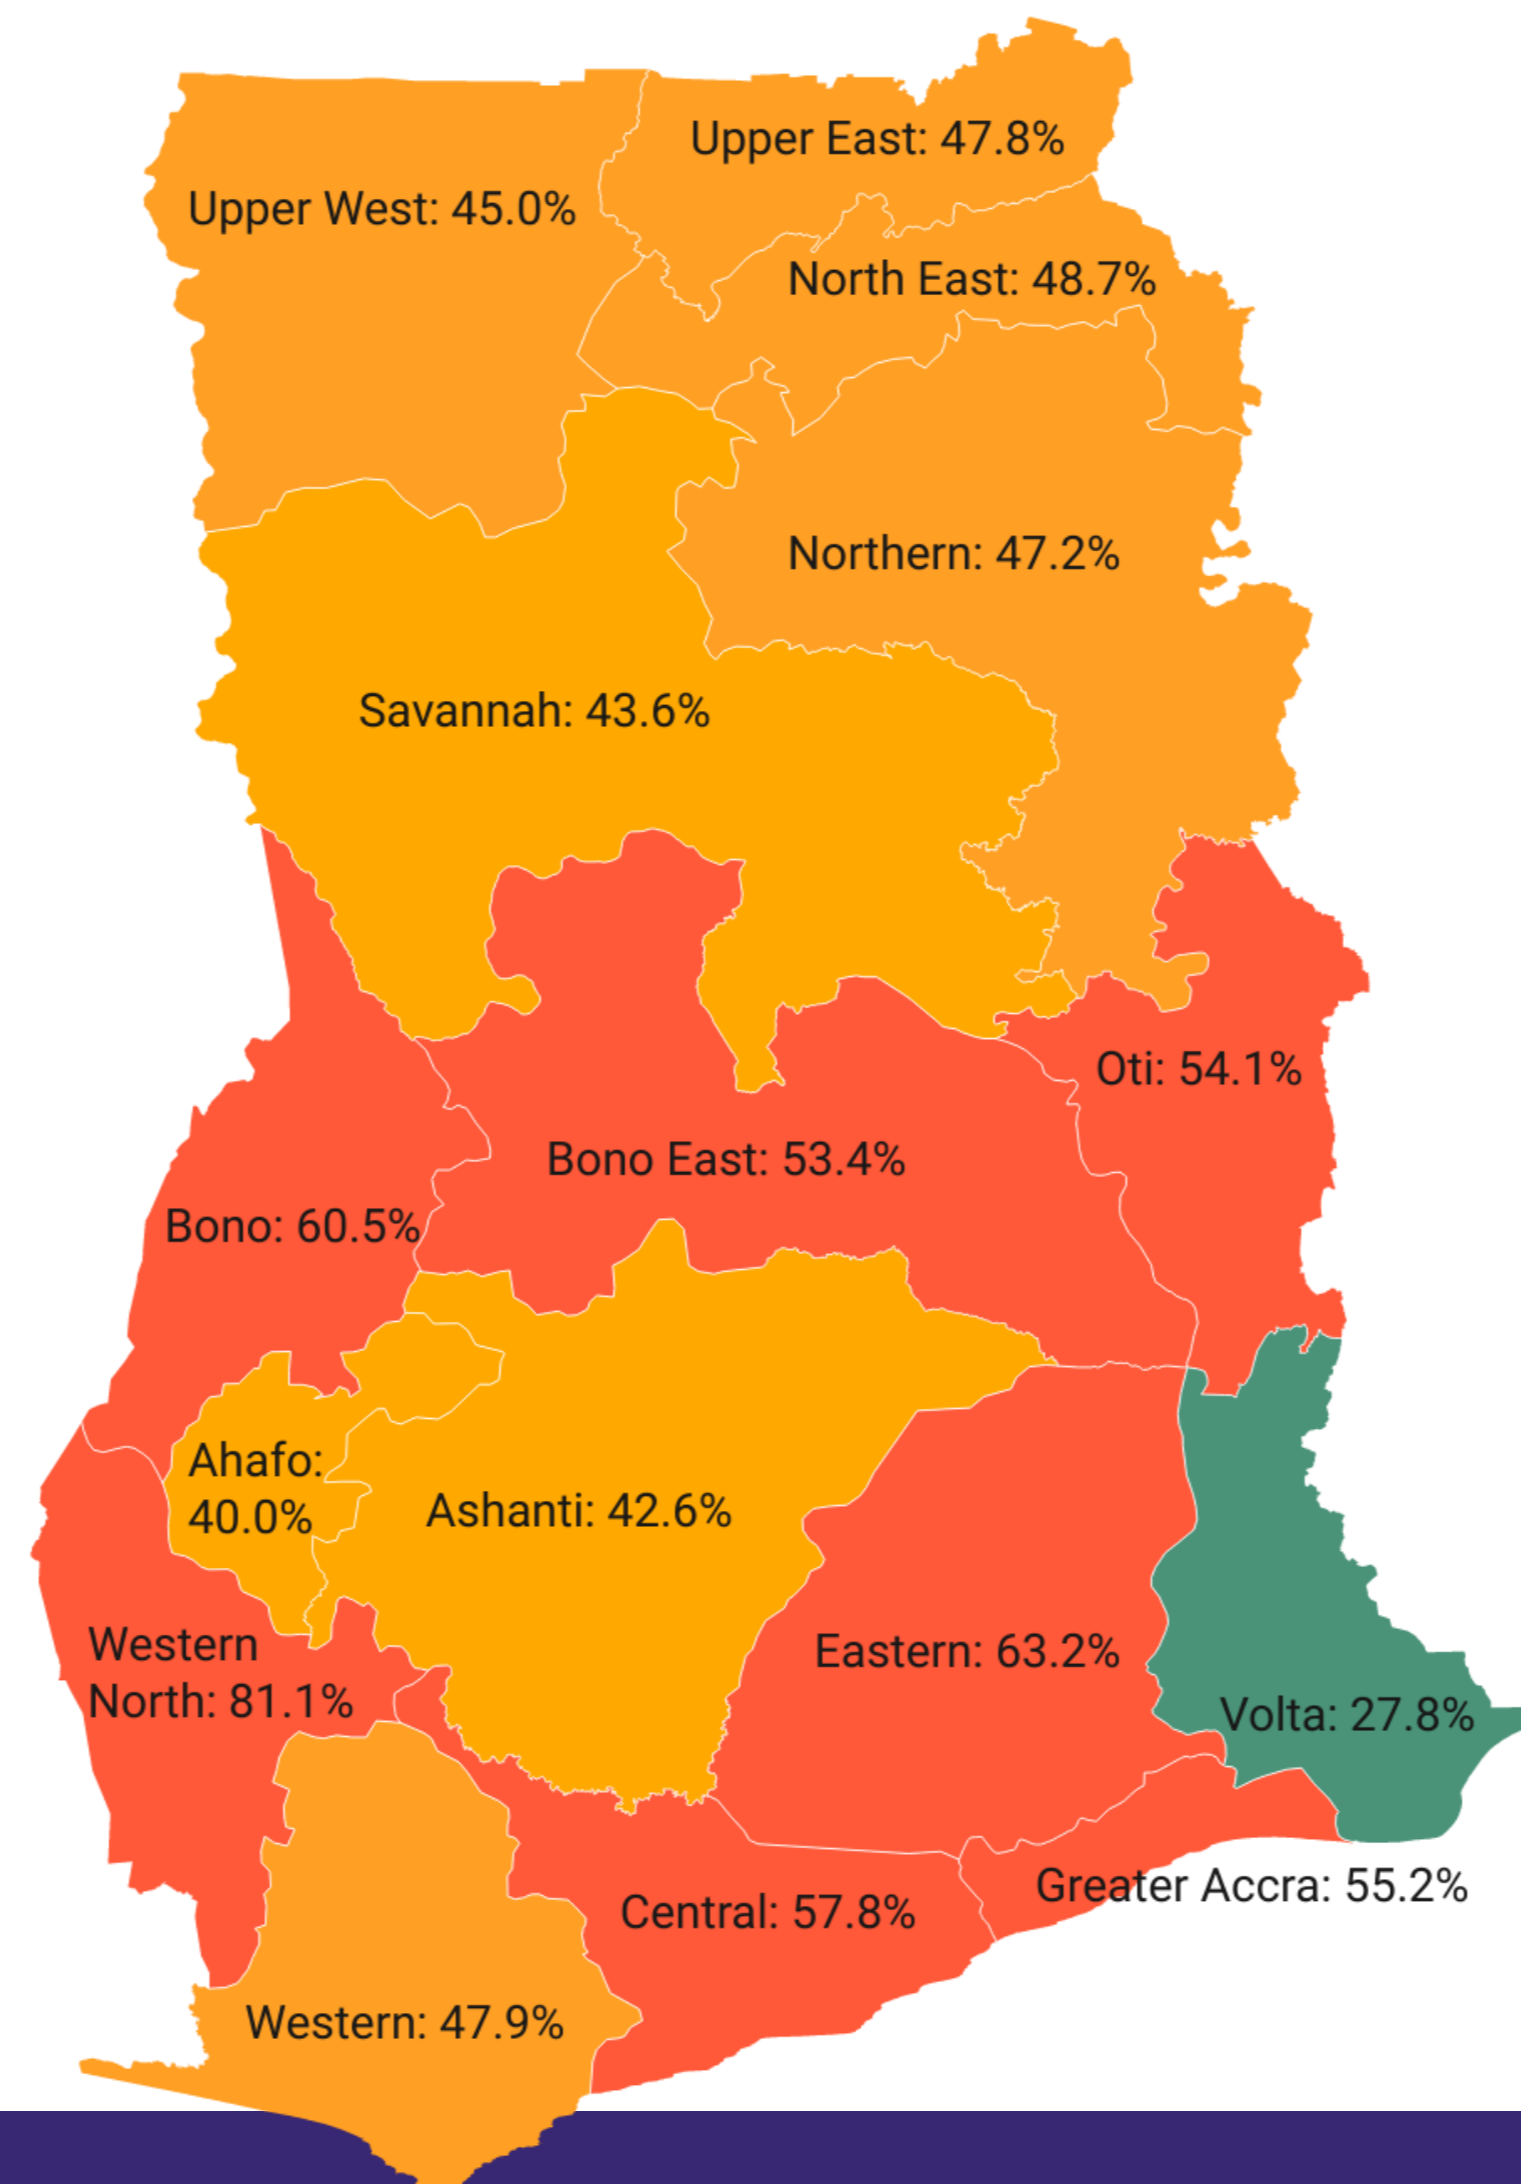 Upper East: 47.8%
Upper West: 45.0%
North East: 48.7%
Northern: 47.2%
Savannah: 43.6%
Oti: 54.1%
Bono East: 53.4%
Bono: 60.5%
Ahafo:
40.0%
Ashanti: 42.6%
Western
North: 81.1%
Eastern: 63.2%
Volta: 27.8%
Greater Accra: 55.2%
Central: 57.8%
Western: 47.9%